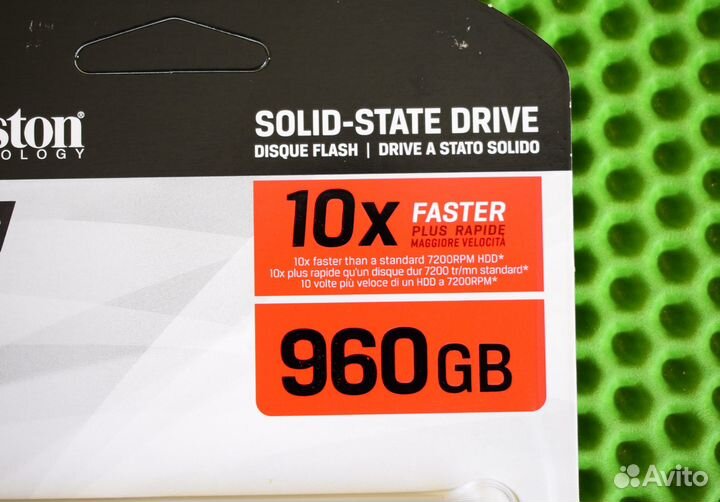 ston®
OLOGY
SOLID-STATE DRIVE
DISQUE FLASH | DRIVE A STATO SOLIDO
10x FASTER
PLUS RAPIDE
MAGGIORE VELOCITÀ
10x faster than a standard 7200RPM HDD*
10x plus rapide qu'un disque dur 7200 tr/mn standard*
10 volte più veloce di un HDD a 7200RPM*
960GB
Avito